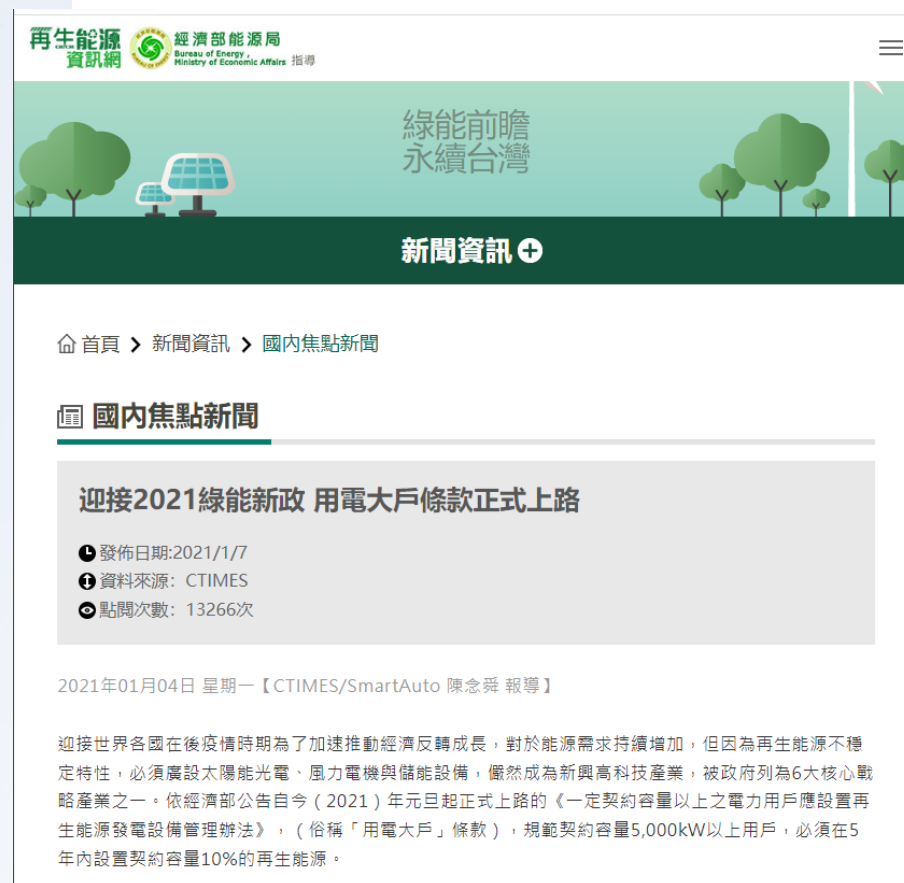 再生能源
資訊網
經濟部能源局
Bureau of Energy,
Ministry of Economic Affairs 指導
綠能前瞻
永續台灣
新聞資訊
首頁 > 新聞資訊 > 國內焦點新聞
國內焦點新聞
迎接2021綠能新政 用電大戶條款正式上路
發佈日期:2021/1/7
資料來源: CTIMES
點閱次數: 13266次
2021年01月04日 星期一【CTIMES/SmartAuto 陳念舜 報導】
迎接世界各國在後疫情時期為了加速推動經濟反轉成長，對於能源需求持續增加，但因為再生能源不穩
定特性，必須廣設太陽能光電、風力電機與儲能設備，儼然成為新興高科技產業，被政府列為6大核心戰
略產業之一。依經濟部公告自今（2021）年元旦起正式上路的《一定契約容量以上之電力用戶應設置再
生能源發電設備管理辦法》，（俗稱「用電大戶」條款），規範契約容量5,000kW以上用戶，必須在5
年內設置契約容量10%的再生能源。